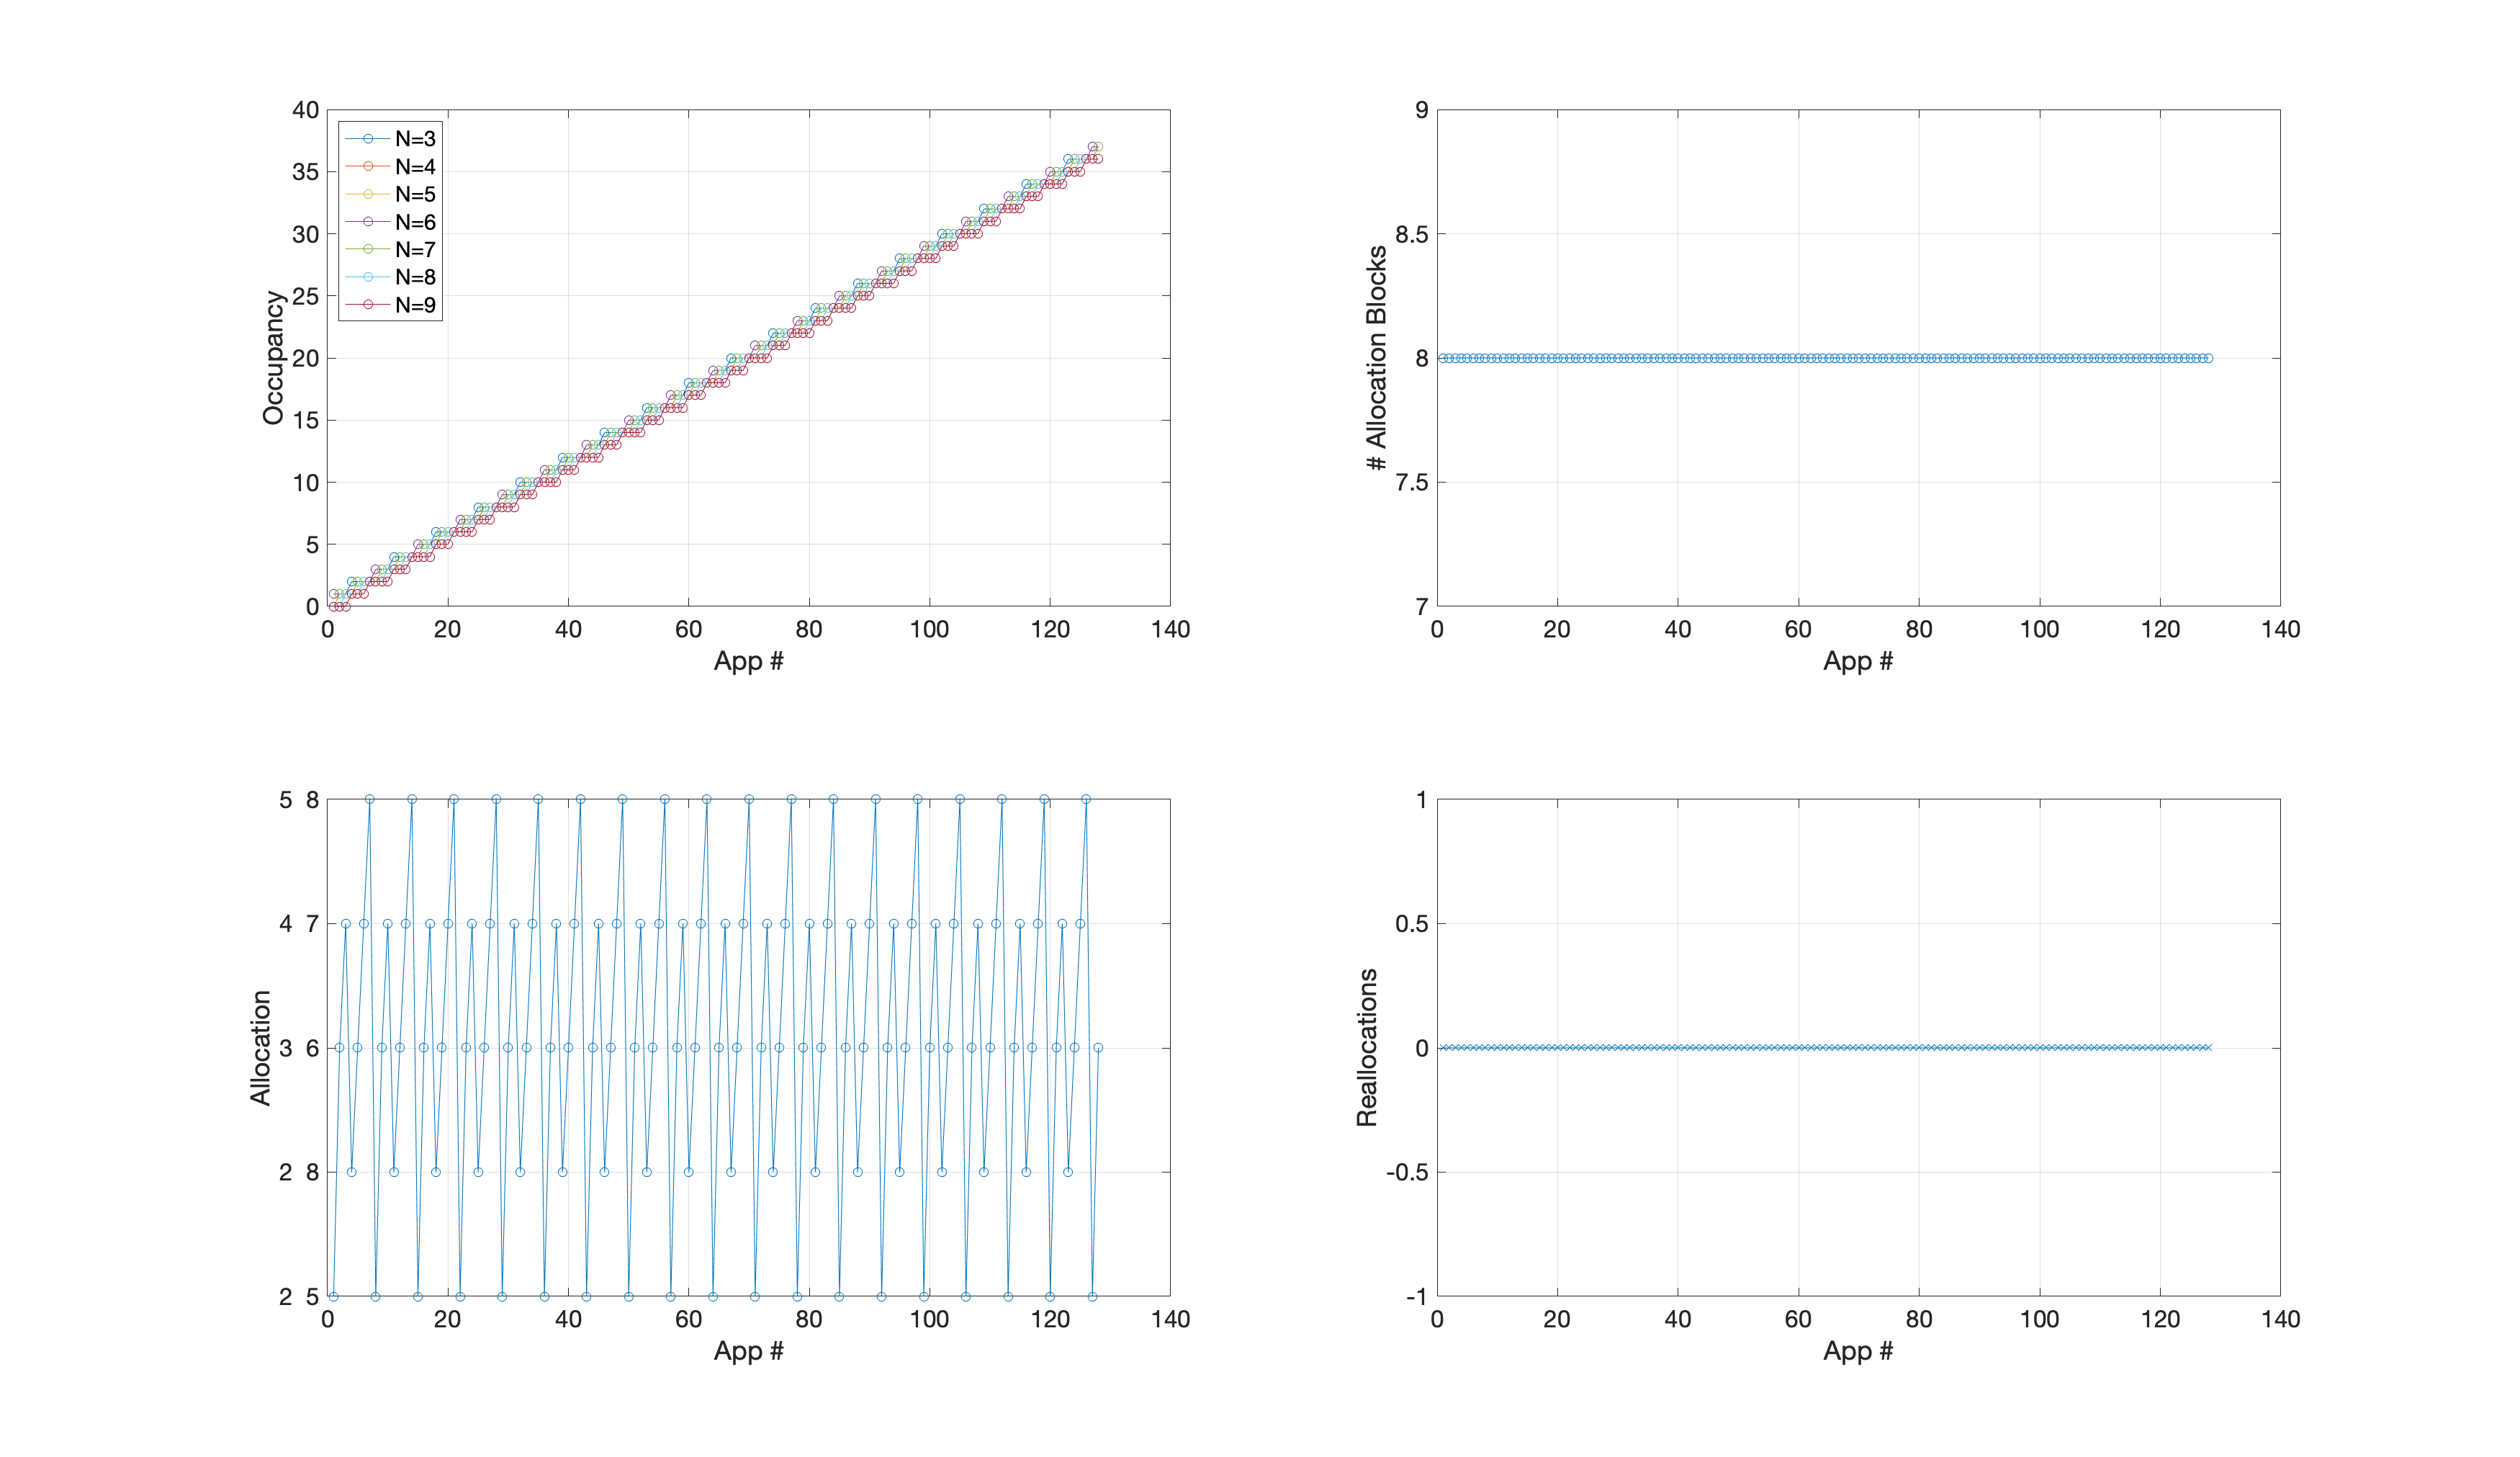 40
35
30
25
20
15
10
5
0
Occupancy
N=3
N=4
N=5
N=6
N=7
N=8
N=9
0 20 40 60 80 100 120 140
App #
9
8.5
8
7.5
7
# Allocation Blocks
0 20 40 60 80 100 120 140
App #
5 8
4 7
3 6
2 8
2 5
Allocation
0 20 40 60 80 100 120 140
App #
1
0.5
0
-0.5
-1
Reallocations
0 20 40 60 80 100 120 140
App #